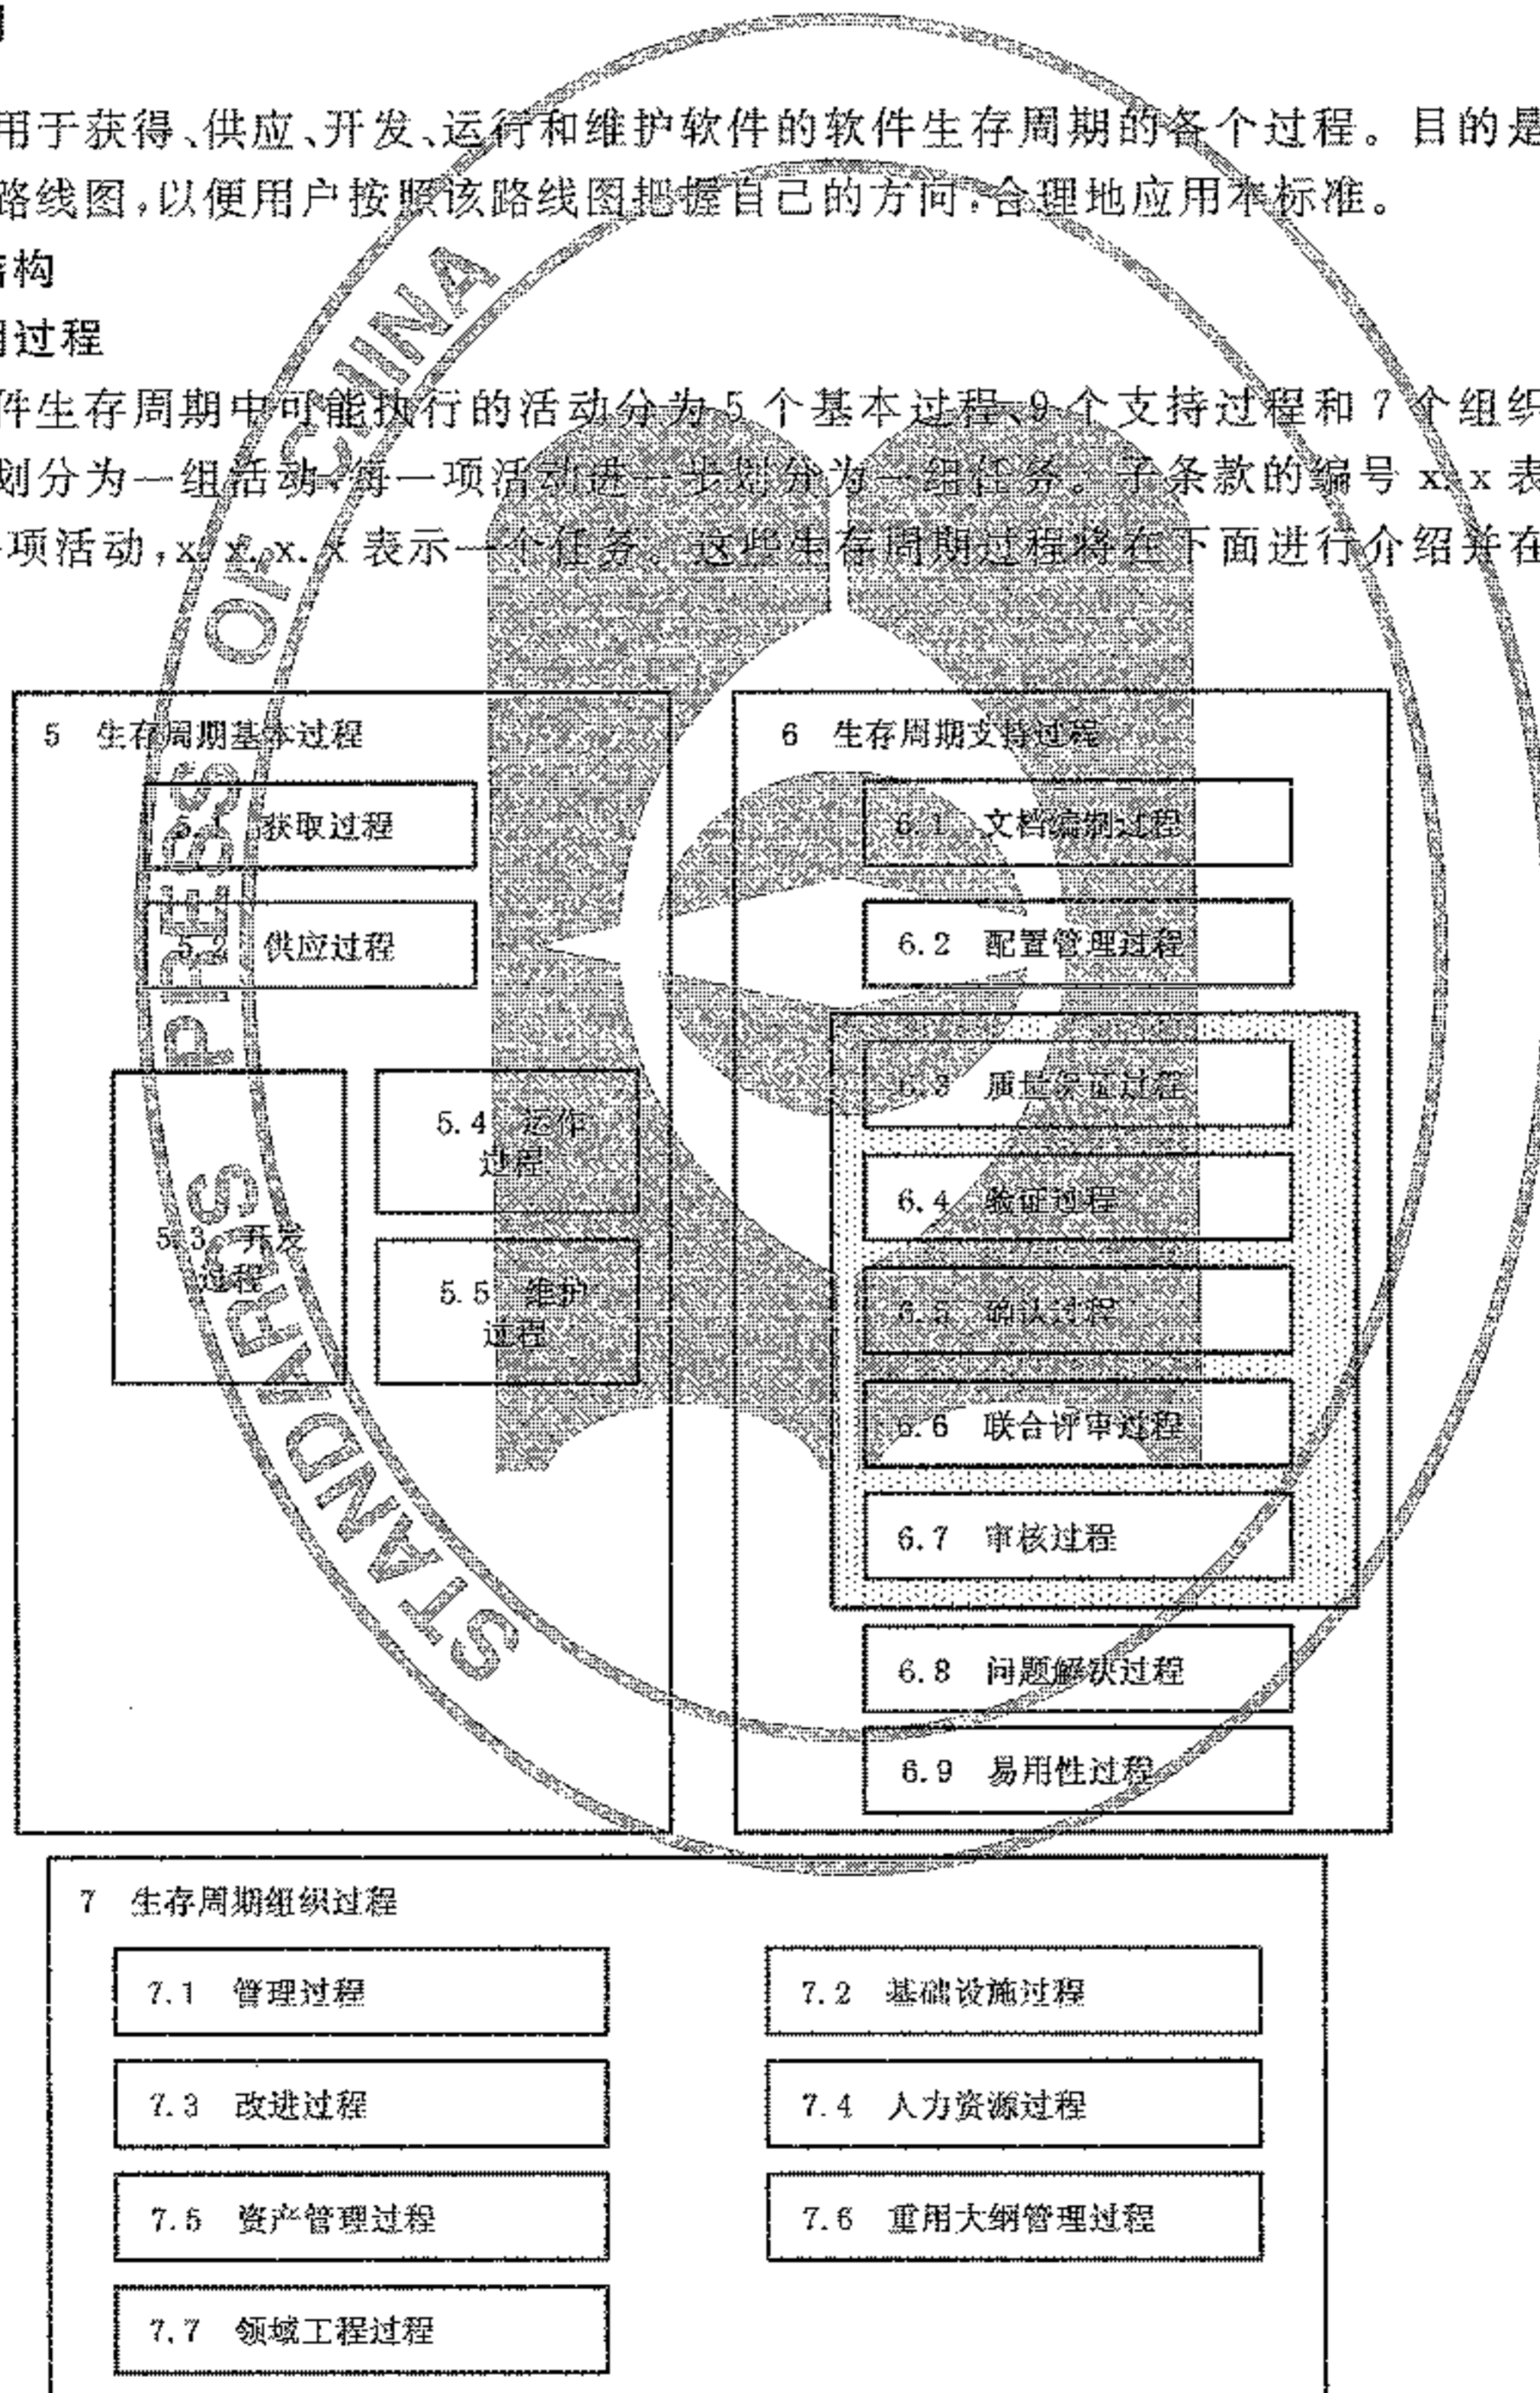 用于获得、供应、开发、运行和维护软件的软件生存周期的各个过程。目的是
路线图,以便用户按照该路线图把握自己的方向,合理地应用本标准。
结构
期过程
件生存周期中可能执行的活动分为 5 个基本过程、9 个支持过程和 7 个组织
划分为一组活动,每一项活动进一步划分为一组任务。子条款的编号 x.x 表
项活动,x.x.x.x 表示一个任务。这些生存周期过程将在下面进行介绍并在
5 生存周期基本过程
5.1 获取过程
5.2 供应过程
5.3 开发
过程
5.4 运作
过程
5.5 维护
过程
6 生存周期支持过程
6.1 文档编制过程
6.2 配置管理过程
6.3 质量保证过程
6.4 验证过程
6.5 确认过程
6.6 联合评审过程
6.7 审核过程
6.8 问题解决过程
6.9 易用性过程
7 生存周期组织过程
7.1 管理过程
7.2 基础设施过程
7.3 改进过程
7.4 人力资源过程
7.5 资产管理过程
7.6 重用大纲管理过程
7.7 领域工程过程
STANDARDS PRESS OF CHINA